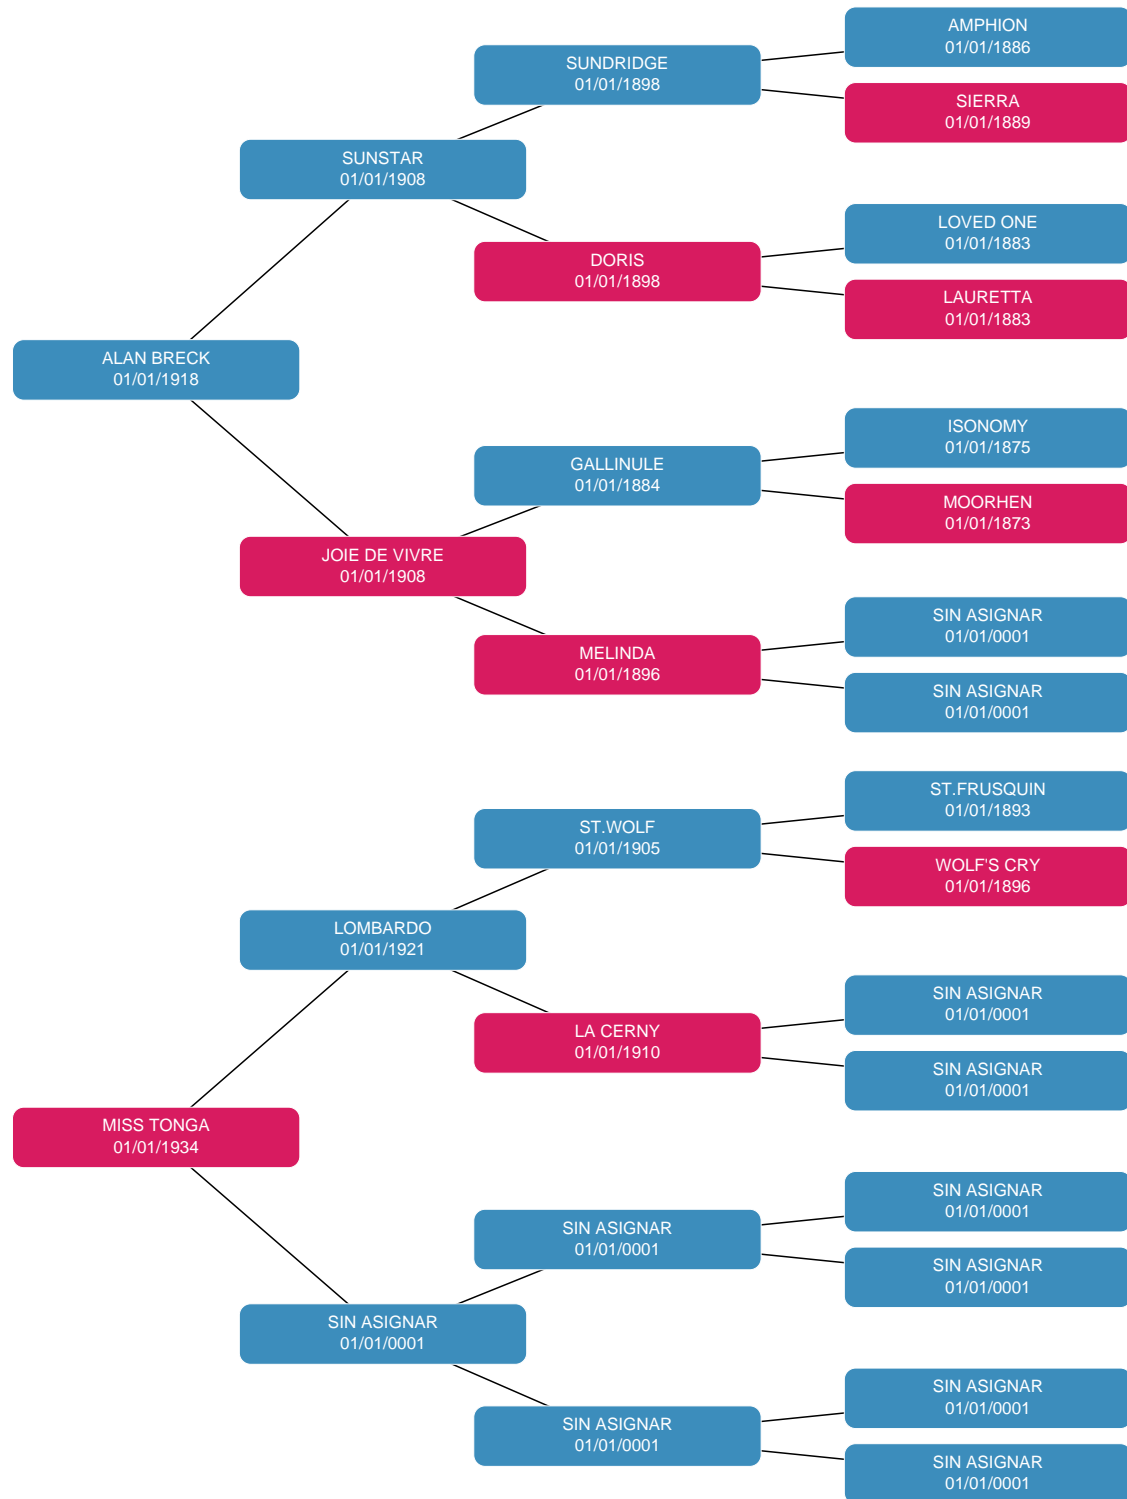 AMPHION
01/01/1886
SUNDRIDGE
01/01/1898
SIERRA
01/01/1889
SUNSTAR
01/01/1908
LOVED ONE
01/01/1883
DORIS
01/01/1898
LAURETTA
01/01/1883
ALAN BRECK
01/01/1918
ISONOMY
01/01/1875
GALLINULE
01/01/1884
MOORHEN
01/01/1873
JOIE DE VIVRE
01/01/1908
SIN ASIGNAR
01/01/0001
MELINDA
01/01/1896
SIN ASIGNAR
01/01/0001
ST.FRUSQUIN
01/01/1893
ST.WOLF
01/01/1905
WOLF'S CRY
01/01/1896
LOMBARDO
01/01/1921
SIN ASIGNAR
01/01/0001
LA CERNY
01/01/1910
SIN ASIGNAR
01/01/0001
MISS TONGA
01/01/1934
SIN ASIGNAR
01/01/0001
SIN ASIGNAR
01/01/0001
SIN ASIGNAR
01/01/0001
SIN ASIGNAR
01/01/0001
SIN ASIGNAR
01/01/0001
SIN ASIGNAR
01/01/0001
SIN ASIGNAR
01/01/0001